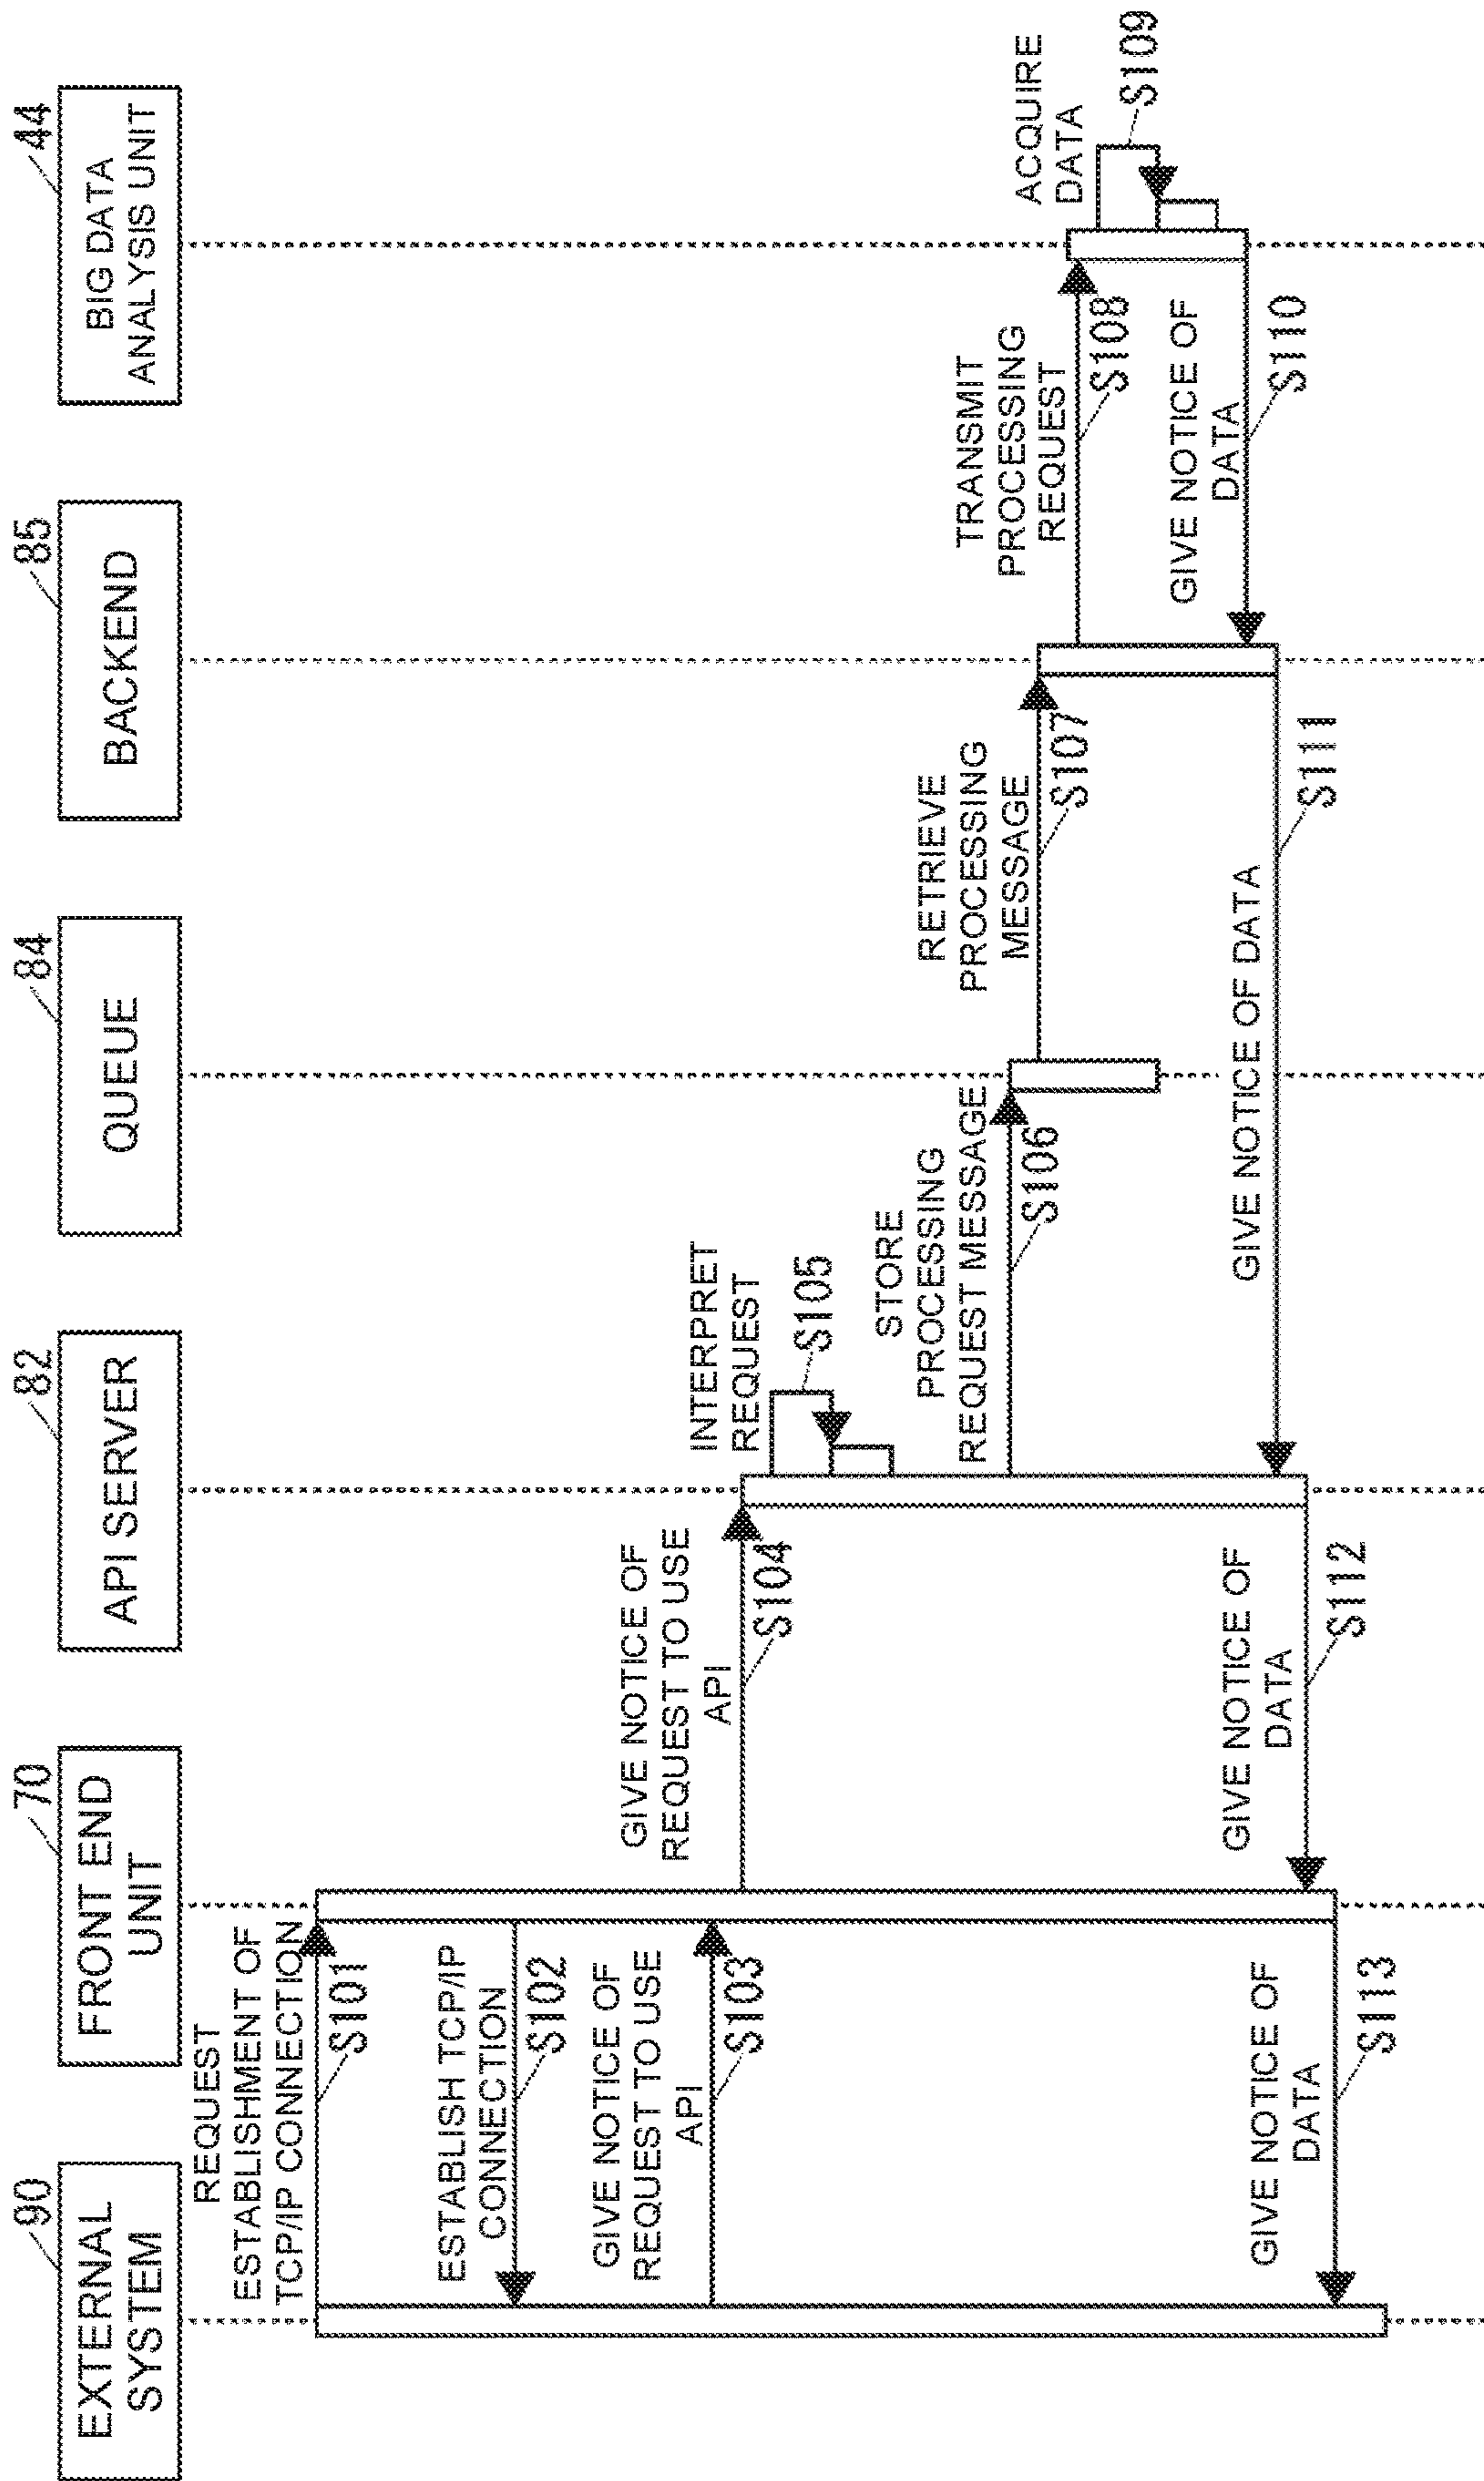 90
EXTERNAL
SYSTEM
70
FRONT END
UNIT
82
API SERVER
84
QUEUE
85
BACKEND
44
BIG DATA
ANALYSIS UNIT
REQUEST
ESTABLISHMENT OF
TCP/IP CONNECTION
S101
ESTABLISH TCP/IP
CONNECTION
S102
GIVE NOTICE OF
REQUEST TO USE
API
S103
GIVE NOTICE OF
REQUEST TO USE
API
S104
INTERPRET
REQUEST
S105
STORE
PROCESSING
REQUEST MESSAGE
S106
RETRIEVE
PROCESSING
MESSAGE
S107
TRANSMIT
PROCESSING
REQUEST
S108
ACQUIRE
DATA
S109
GIVE NOTICE OF
DATA
S110
GIVE NOTICE OF DATA
S111
GIVE NOTICE OF
DATA
S112
GIVE NOTICE OF
DATA
S113